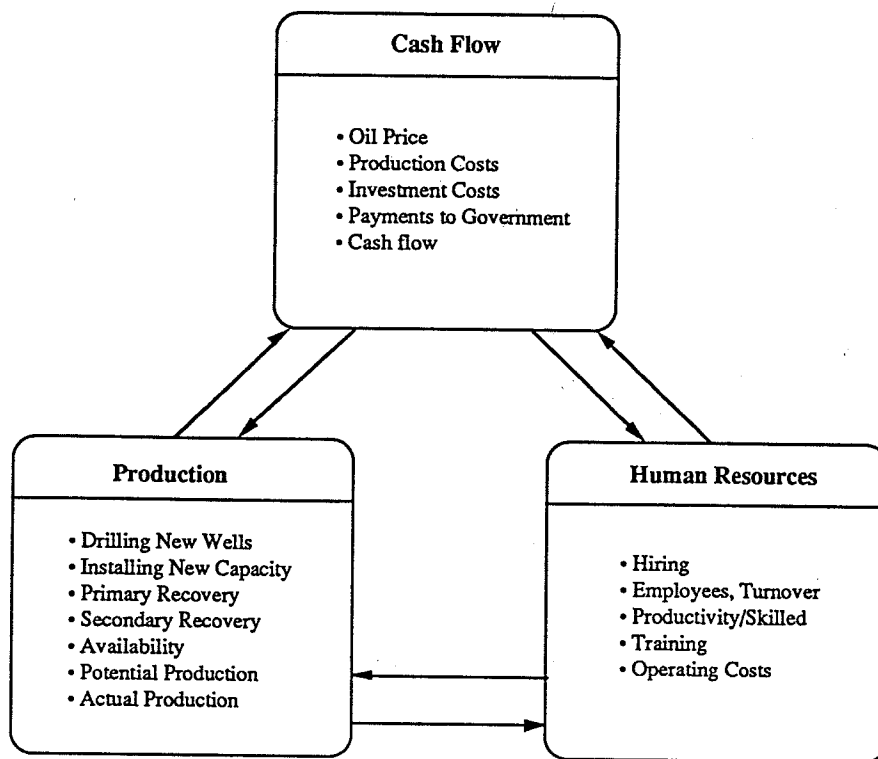 Cash Flow
• Oil Price
• Production Costs
• Investment Costs
• Payments to Government
• Cash flow
Production
• Drilling New Wells
• Installing New Capacity
• Primary Recovery
• Secondary Recovery
• Availability
• Potential Production
• Actual Production
Human Resources
• Hiring
• Employees, Turnover
• Productivity/Skilled
• Training
• Operating Costs